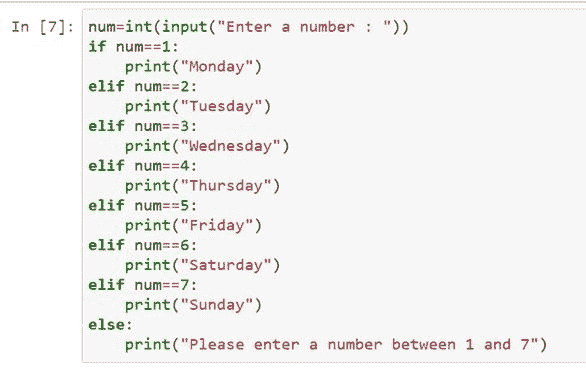 In [7]: num=int(input("Enter a number : "))
if num==1:
    print("Monday")
elif num==2:
    print("Tuesday")
elif num==3:
    print("Wednesday")
elif num==4:
    print("Thursday")
elif num==5:
    print("Friday")
elif num==6:
    print("Saturday")
elif num==7:
    print("Sunday")
else:
    print("Please enter a number between 1 and 7")